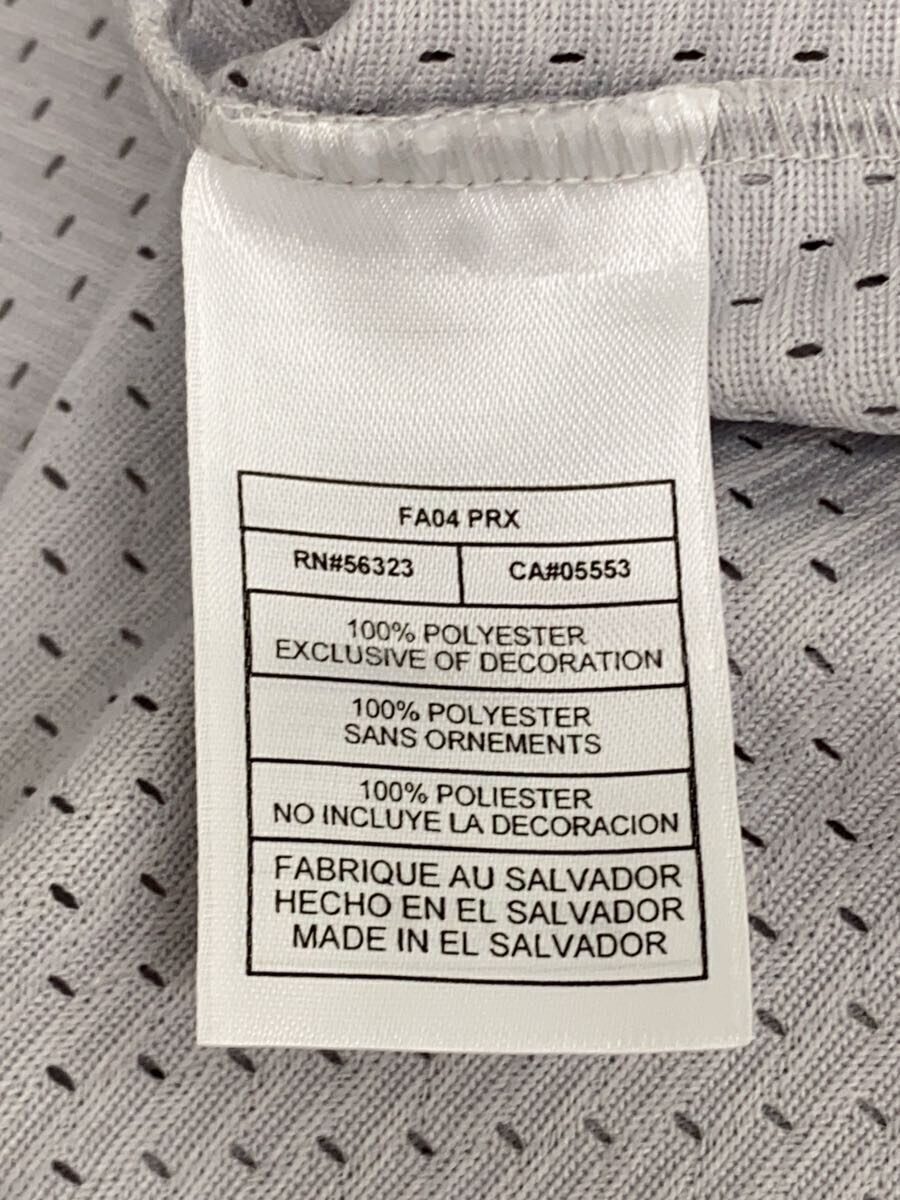 FA04 PRX
RN#56323 CA#05553
100% POLYESTER
EXCLUSIVE OF DECORATION
100% POLYESTER
SANS ORNEMENTS
100% POLIESTER
NO INCLUYE LA DECORACION
FABRIQUE AU SALVADOR
HECHO EN EL SALVADOR
MADE IN EL SALVADOR